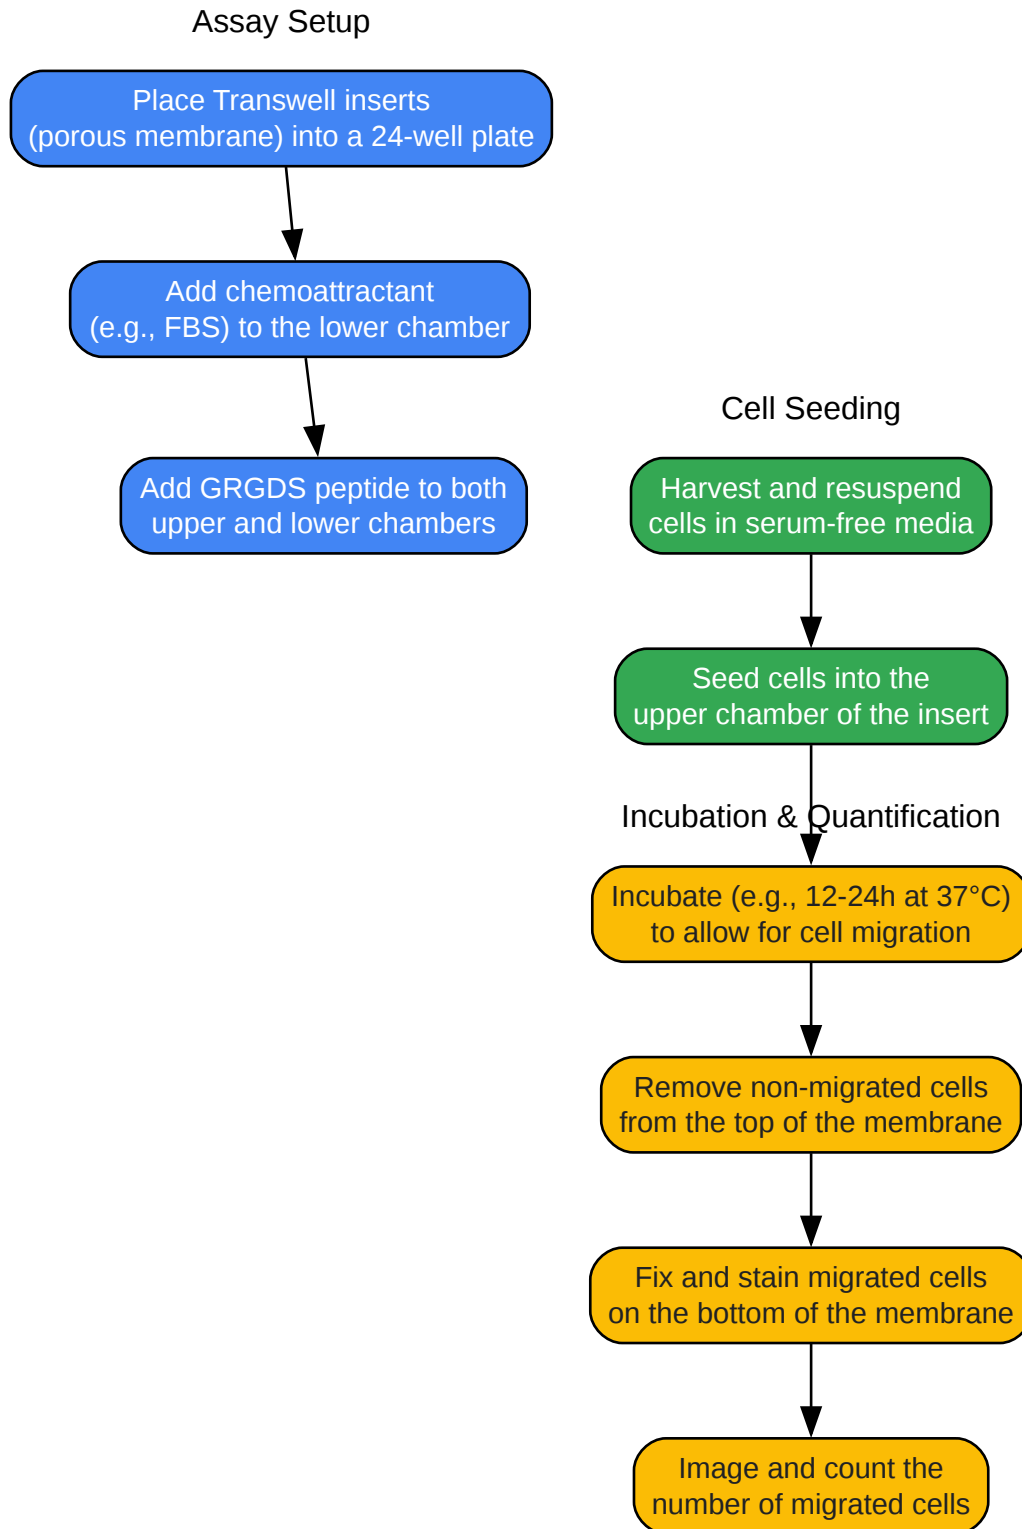 Assay Setup
Place Transwell inserts
(porous membrane) into a 24-well plate
Add chemoattractant
(e.g., FBS) to the lower chamber
Add GRGDS peptide to both
upper and lower chambers
Cell Seeding
Harvest and resuspend
cells in serum-free media
Seed cells into the
upper chamber of the insert
Incubation & Quantification
Incubate (e.g., 12-24h at 37°C)
to allow for cell migration
Remove non-migrated cells
from the top of the membrane
Fix and stain migrated cells
on the bottom of the membrane
Image and count the
number of migrated cells